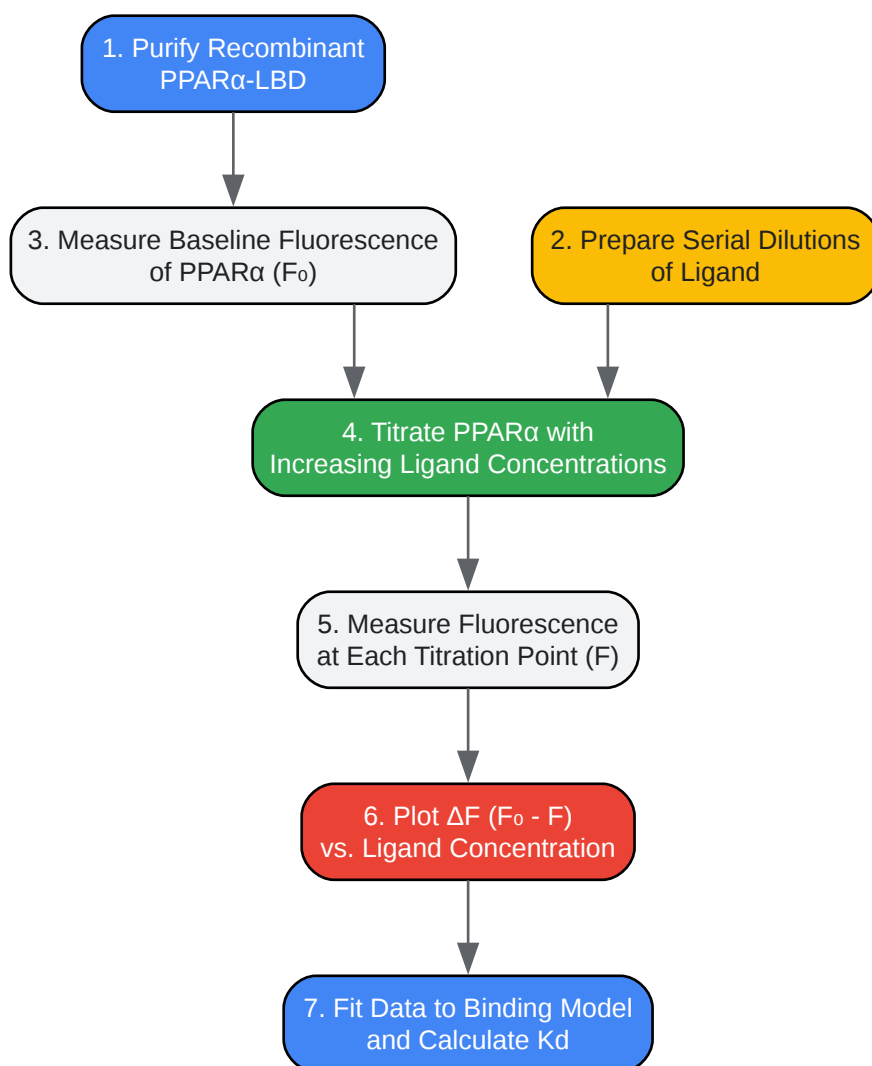 1. Purify Recombinant
PPARα-LBD
3. Measure Baseline Fluorescence
of PPARα (F₀)
2. Prepare Serial Dilutions
of Ligand
4. Titrate PPARα with
Increasing Ligand Concentrations
5. Measure Fluorescence
at Each Titration Point (F)
6. Plot ΔF (F₀ - F)
vs. Ligand Concentration
7. Fit Data to Binding Model
and Calculate Kd